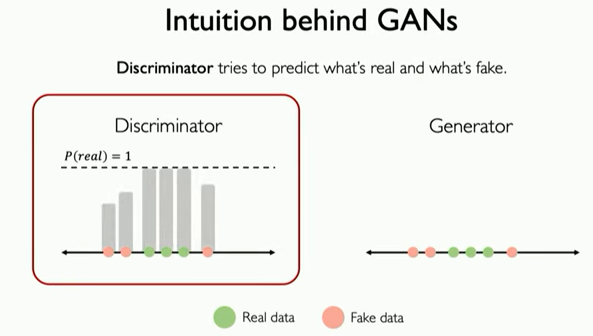 Intuition behind GANs
Discriminator tries to predict what's real and what's fake.
Discriminator
Generator
P(real) = 1
Real data
Fake data